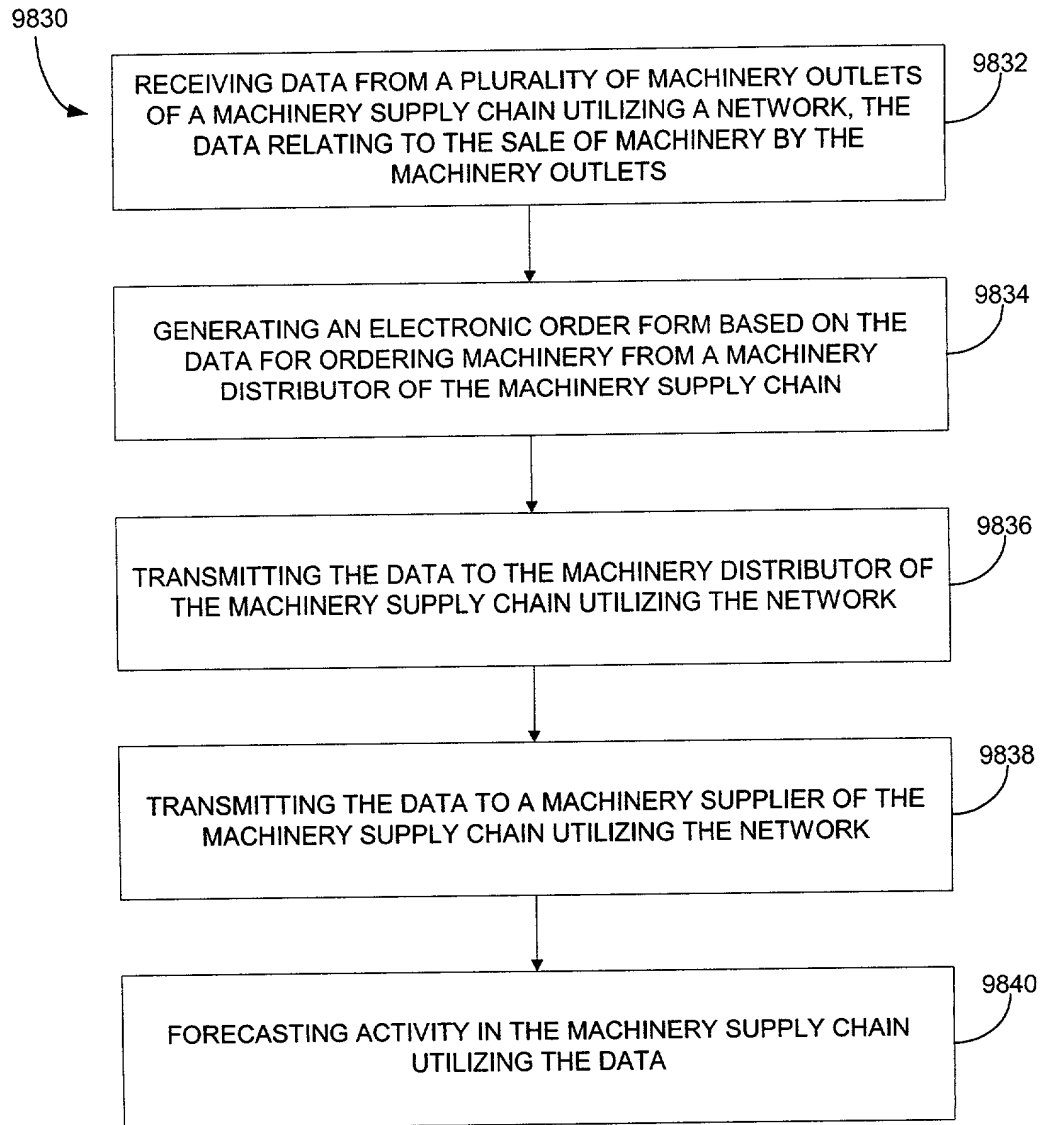 9830
RECEIVING DATA FROM A PLURALITY OF MACHINERY OUTLETS
OF A MACHINERY SUPPLY CHAIN UTILIZING A NETWORK, THE
DATA RELATING TO THE SALE OF MACHINERY BY THE
MACHINERY OUTLETS
9832
GENERATING AN ELECTRONIC ORDER FORM BASED ON THE
DATA FOR ORDERING MACHINERY FROM A MACHINERY
DISTRIBUTOR OF THE MACHINERY SUPPLY CHAIN
9834
TRANSMITTING THE DATA TO THE MACHINERY DISTRIBUTOR OF
THE MACHINERY SUPPLY CHAIN UTILIZING THE NETWORK
9836
TRANSMITTING THE DATA TO A MACHINERY SUPPLIER OF THE
MACHINERY SUPPLY CHAIN UTILIZING THE NETWORK
9838
FORECASTING ACTIVITY IN THE MACHINERY SUPPLY CHAIN
UTILIZING THE DATA
9840